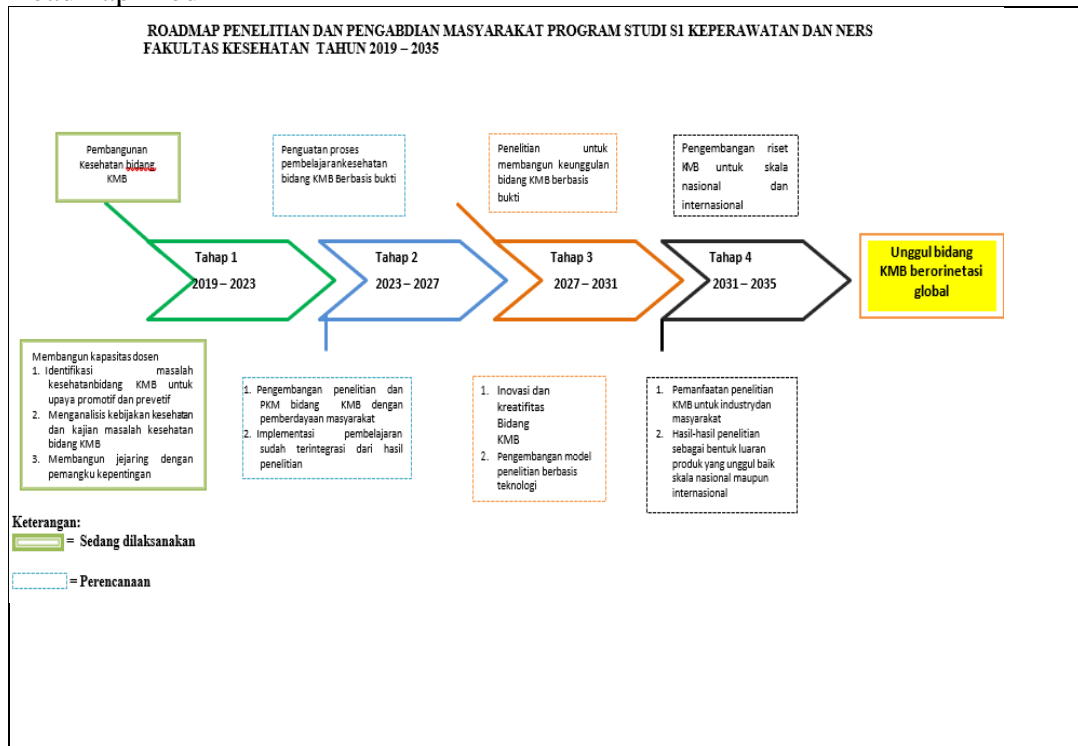 ROADMAP PENELITIAN DAN PENGABDIAN MASYARAKAT PROGRAM STUDI S1 KEPERAWATAN DAN NERS
FAKULTAS KESEHATAN TAHUN 2019 – 2035
Pembangunan
Kesehatan bidang
KMB
Penguatan proses
pembelajarankesehatan
bidang KMB Berbasis bukti
Penelitian untuk
membangun keunggulan
bidang KMB berbasis
bukti
Pengembangan riset
KMB untuk skala
nasional dan
internasional
Tahap 1
2019 – 2023
Tahap 2
2023 – 2027
Tahap 3
2027 – 2031
Tahap 4
2031 – 2035
Unggul bidang
KMB berorinetasi
global
Membangun kapasitas dosen
1. Identifikasi masalah
kesehatanbidang KMB untuk
upaya promotif dan prevetif
2. Menganalisis kebijakan kesehatan
dan kajian masalah kesehatan
bidang KMB
3. Membangun jejaring dengan
pemangku kepentingan
1. Pengembangan penelitian dan
PKM bidang KMB dengan
pemberdayaan masyarakat
2. Implementasi pembelajaran
sudah terintegrasi dari hasil
penelitian
1. Inovasi dan
kreatifitas
Bidang
KMB
2. Pengembangan model
penelitian berbasis
teknologi
1. Pemanfaatan penelitian
KMB untuk industrydan
masyarakat
2. Hasil-hasil penelitian
sebagai bentuk luaran
produk yang unggul baik
skala nasional maupun
internasional
Keterangan:
= Sedang dilaksanakan
= Perencanaan